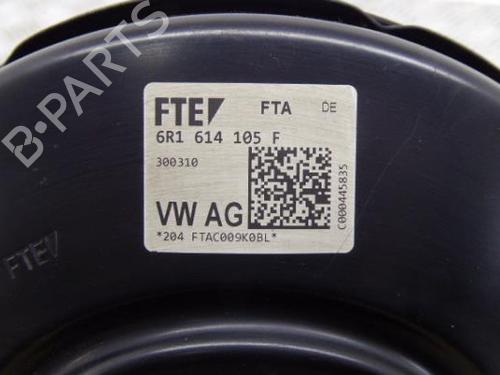 FTE FTA DE
6R1 614 105 F
300310
VW AG
*204 FTAC009K0BL*
C000445835
FTE
B-PARTS